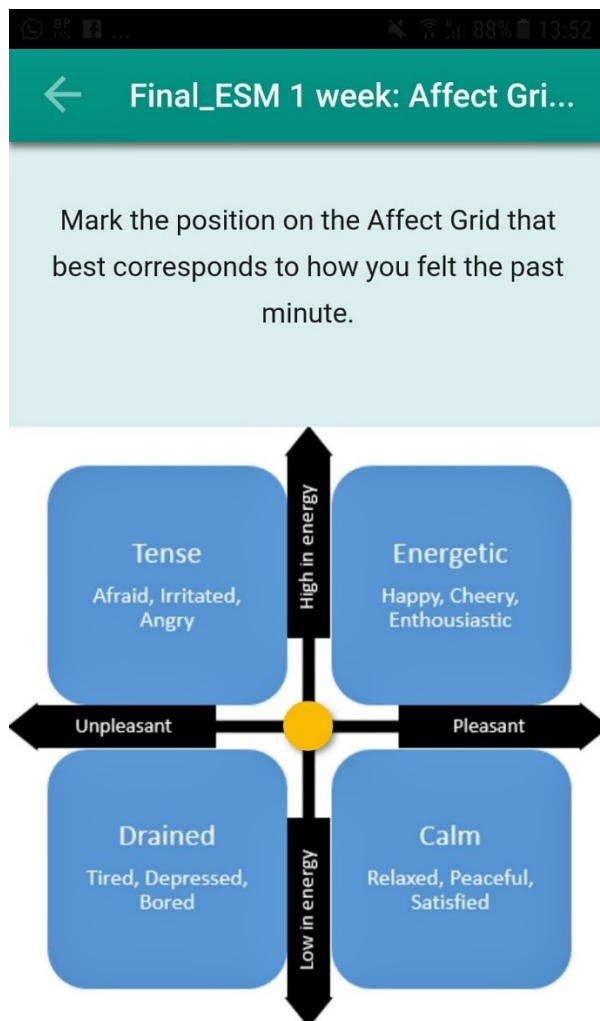 SP
ON
... 88% 13:52
Final_ESM 1 week: Affect Gri...
Mark the position on the Affect Grid that
best corresponds to how you felt the past
minute.
High in energy
Tense
Afraid, Irritated,
Angry
Energetic
Happy, Cheery,
Enthousiastic
Unpleasant
Pleasant
Drained
Tired, Depressed,
Bored
Calm
Relaxed, Peaceful,
Satisfied
Low in energy